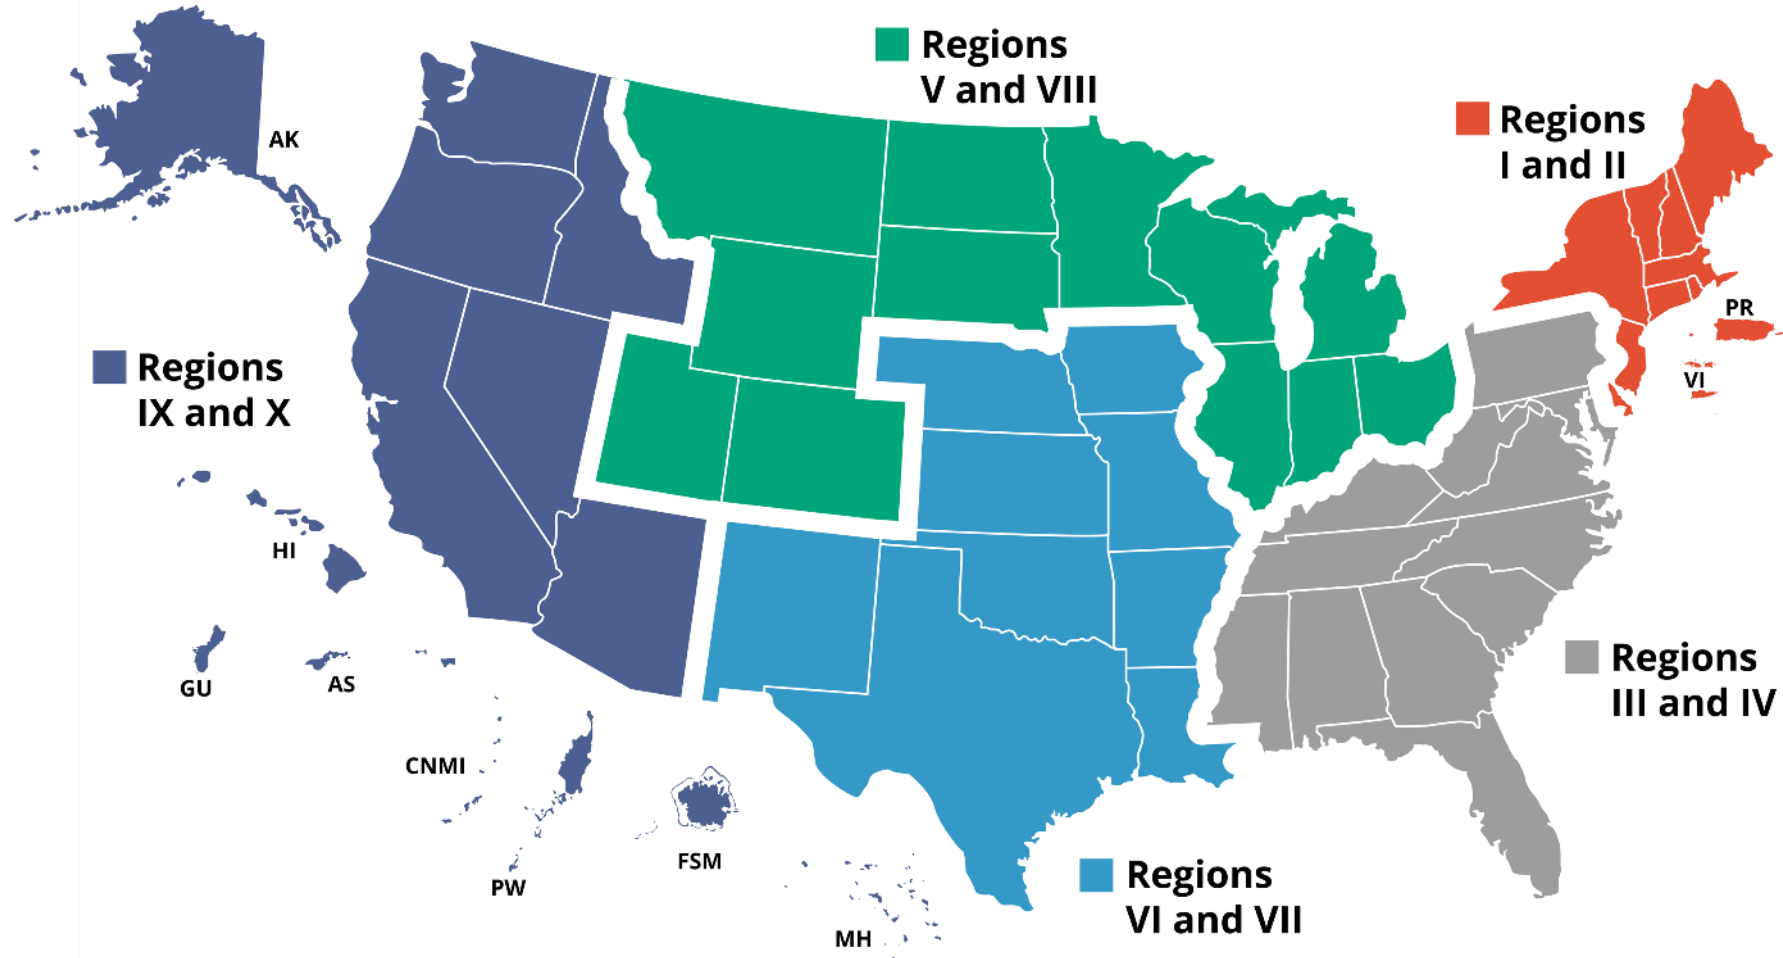 Regions
V and VIII
Regions
I and II
AK
PR
Regions
IX and X
VI
HI
Regions
III and IV
GU
AS
CNMI
FSM
Regions
VI and VII
PW
MH